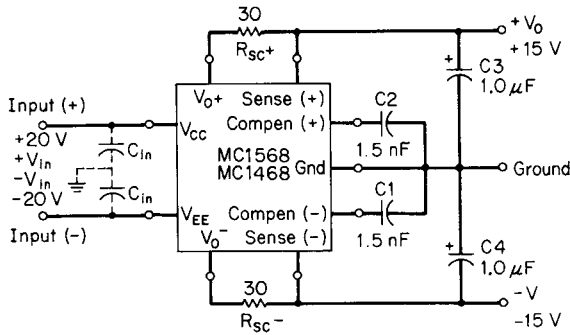 30
R_SC+
+V_O
+15 V
V_O+ Sense (+)
C3
+
1.0 μF
Input (+)
+20 V
+V_in
-V_in
-20 V
Input (-)
C_in
C_in
V_CC
Compen (+)
C2
1.5 nF
MC1568
MC1468
Gnd
Ground
V_EE
Compen (-)
C1
1.5 nF
V_O^- Sense (-)
C4
+
1.0 μF
30
R_SC-
-V
-15 V